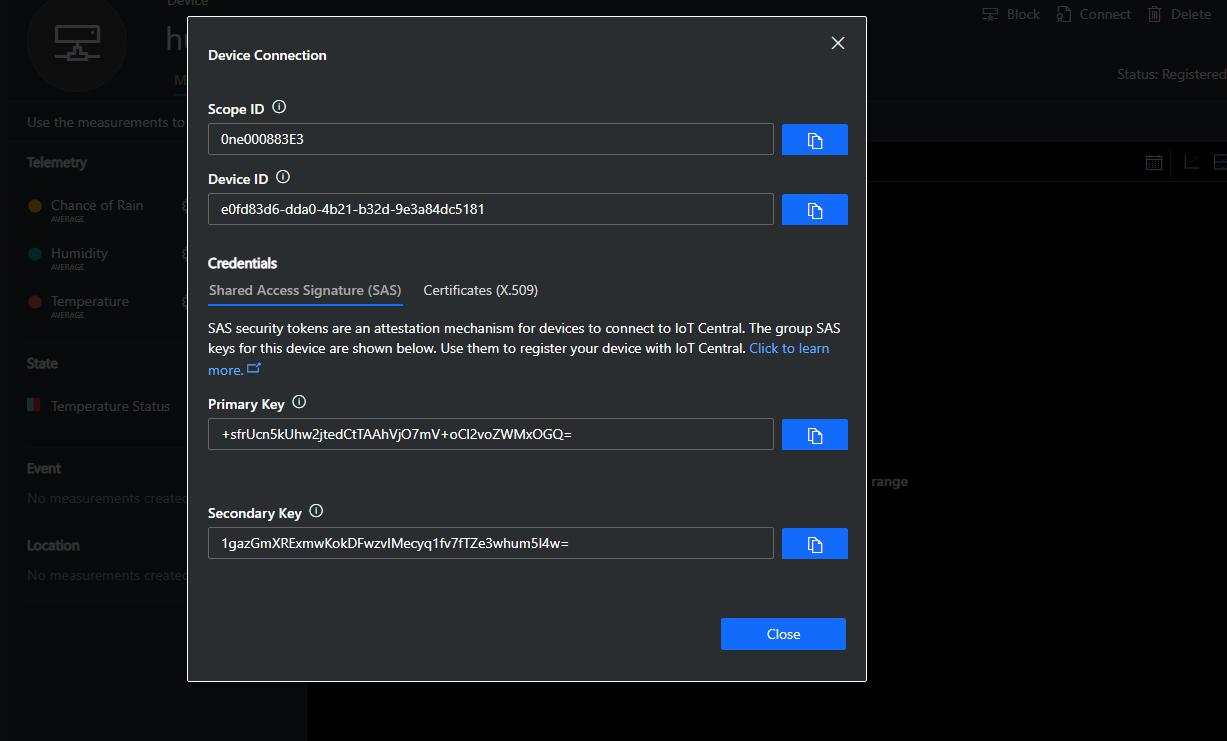 Device
Block
Connect
Delete
Device Connection
Status: Registered
Use the measurements to
Scope ID
0ne000883E3
Telemetry
Device ID
Chance of Rain
AVERAGE
e0fd83d6-dda0-4b21-b32d-9e3a84dc5181
Humidity
AVERAGE
Credentials
Shared Access Signature (SAS)
Certificates (X.509)
Temperature
AVERAGE
SAS security tokens are an attestation mechanism for devices to connect to IoT Central. The group SAS
keys for this device are shown below. Use them to register your device with IoT Central. Click to learn
more.
State
Temperature Status
Primary Key
+sfrUcn5kUhw2jtedCtTAAhVjO7mV+oCl2voZWMxOGQ=
Event
No measurements created
range
Secondary Key
1gazGmXRExmwKokDFwzvIMecyq1fv7fTZe3whum5l4w=
Location
No measurements created
Close